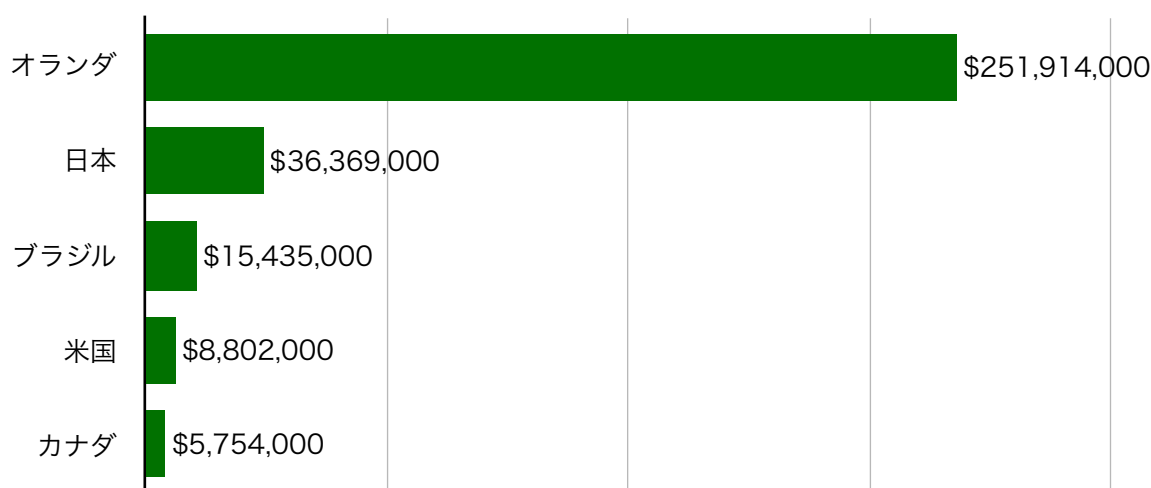 オランダ $251,914,000
日本 $36,369,000
ブラジル $15,435,000
米国 $8,802,000
カナダ $5,754,000